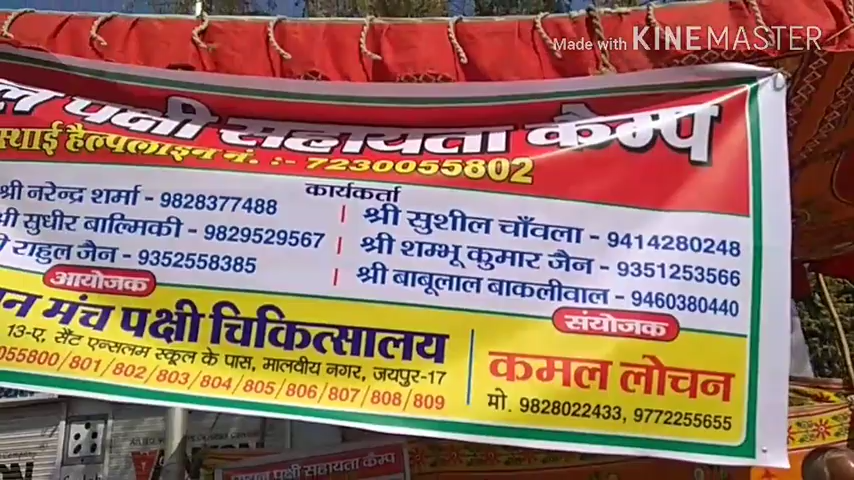 Made with KINEMASTER
पक्षी सहायता कैम्प
स्थाई हैल्पलाईन नं. :- 7230055802
कार्यकर्ता
श्री नरेन्द्र शर्मा - 9828377488
श्री सुधीर बाल्मिकी - 9829529567
राहुल जैन - 9352558385
श्री सुशील चाँवला - 9414280248
श्री शम्भू कुमार जैन - 9351253566
श्री बाबूलाल बाकलीवाल - 9460380440
आयोजक
मंच पक्षी चिकित्सालय
13-ए, सैंट एन्सलम स्कूल के पास, मालवीय नगर, जयपुर-17
055800 / 801 / 802 / 803 / 804 / 805 / 806 / 807 / 808 / 809
संयोजक
कमल लोचन
मो. 9828022433, 9772225655
पक्षी सहायता कैम्प